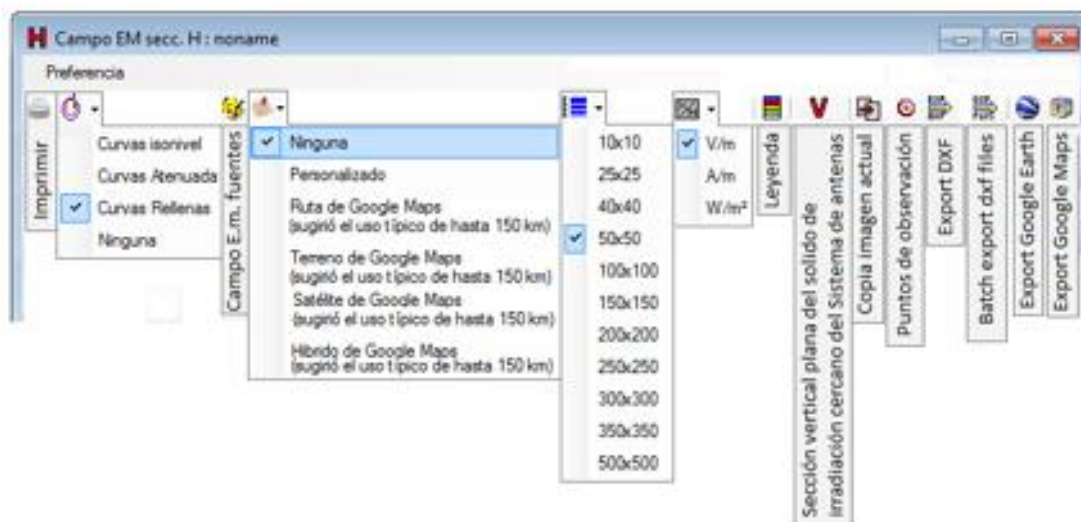 Campo EM secc. H : noname
Preferencia
Imprimir
Curvas isonivel
Curvas Atenuada
Curvas Rellenas
Ninguna
Campo E.m. fuentes
Ninguna
Personalizado
Ruta de Google Maps
(sugirió el uso típico de hasta 150 km)
Terreno de Google Maps
(sugirió el uso típico de hasta 150 km)
Satélite de Google Maps
(sugirió el uso típico de hasta 150 km)
Híbrido de Google Maps
(sugirió el uso típico de hasta 150 km)
10x10
25x25
40x40
50x50
100x100
150x150
200x200
250x250
300x300
350x350
500x500
V/m
A/m
W/m²
Leyenda
Sección vertical plana del solido de
irradiación cercano del Sistema de antenas
Copia imagen actual
Puntos de observación
Export DXF
Batch export dxf files
Export Google Earth
Export Google Maps